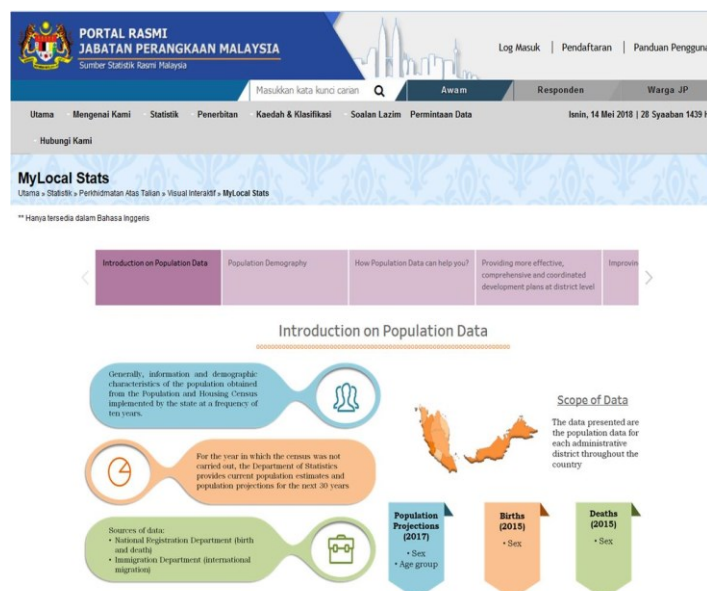 PORTAL RASMI
JABATAN PERANGKAAN MALAYSIA
Sumber Statistik Rasmi Malaysia
Log Masuk | Pendaftaran | Panduan Pengguna
Masukkan kata kunci carian
Awam
Responden
Warga JP
Utama Mengenai Kami Statistik Penerbitan Kaedah & Klasifikasi Soalan Lazim Permintaan Data
Isnin, 14 Mei 2018 | 28 Syaaban 1439 H
Hubungi Kami
MyLocal Stats
Utama » Statistik » Perkhidmatan Atas Talian » Visual Interaktif » MyLocal Stats
** Hanya tersedia dalam Bahasa Inggeris
Introduction on Population Data
Population Demography
How Population Data can help you?
Providing more effective,
comprehensive and coordinated
development plans at district level
Improvin
Introduction on Population Data
Generally, information and demographic
characteristics of the population obtained
from the Population and Housing Census
implemented by the state at a frequency of
ten years.
For the year in which the census was not
carried out, the Department of Statistics
provides current population estimates and
population projections for the next 30 years.
Sources of data:
• National Registration Department (birth
and death)
• Immigration Department (international
migration)
Scope of Data
The data presented are
the population data for
each administrative
district throughout the
country
Population
Projections
(2017)
• Sex
• Age group
Births
(2015)
• Sex
Deaths
(2015)
• Sex